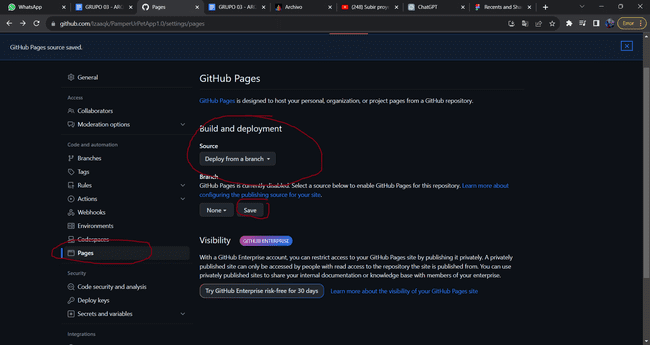 WhatsApp
GRUPO 03 - ARC
Pages
GRUPO 03 - ARC
Archivo
(248) Subir proye
ChatGPT
Recents and Shar
github.com/Izaaqk/PamperUrPetApp1.0/settings/pages
Error
GitHub Pages source saved.
General
Access
Collaborators
Moderation options
Code and automation
Branches
Tags
Rules
Actions
Webhooks
Environments
Codespaces
Pages
Security
Code security and analysis
Deploy keys
Secrets and variables
Integrations
GitHub Pages
GitHub Pages is designed to host your personal, organization, or project pages from a GitHub repository.
Build and deployment
Source
Deploy from a branch
Branch
GitHub Pages is currently disabled. Select a source below to enable GitHub Pages for this repository. Learn more about
configuring the publishing source for your site.
None
Save
Visibility
GITHUB ENTERPRISE
With a GitHub Enterprise account, you can restrict access to your GitHub Pages site by publishing it privately. A privately
published site can only be accessed by people with read access to the repository the site is published from. You can use
privately published sites to share your internal documentation or knowledge base with members of your enterprise.
Try GitHub Enterprise risk-free for 30 days
Learn more about the visibility of your GitHub Pages site